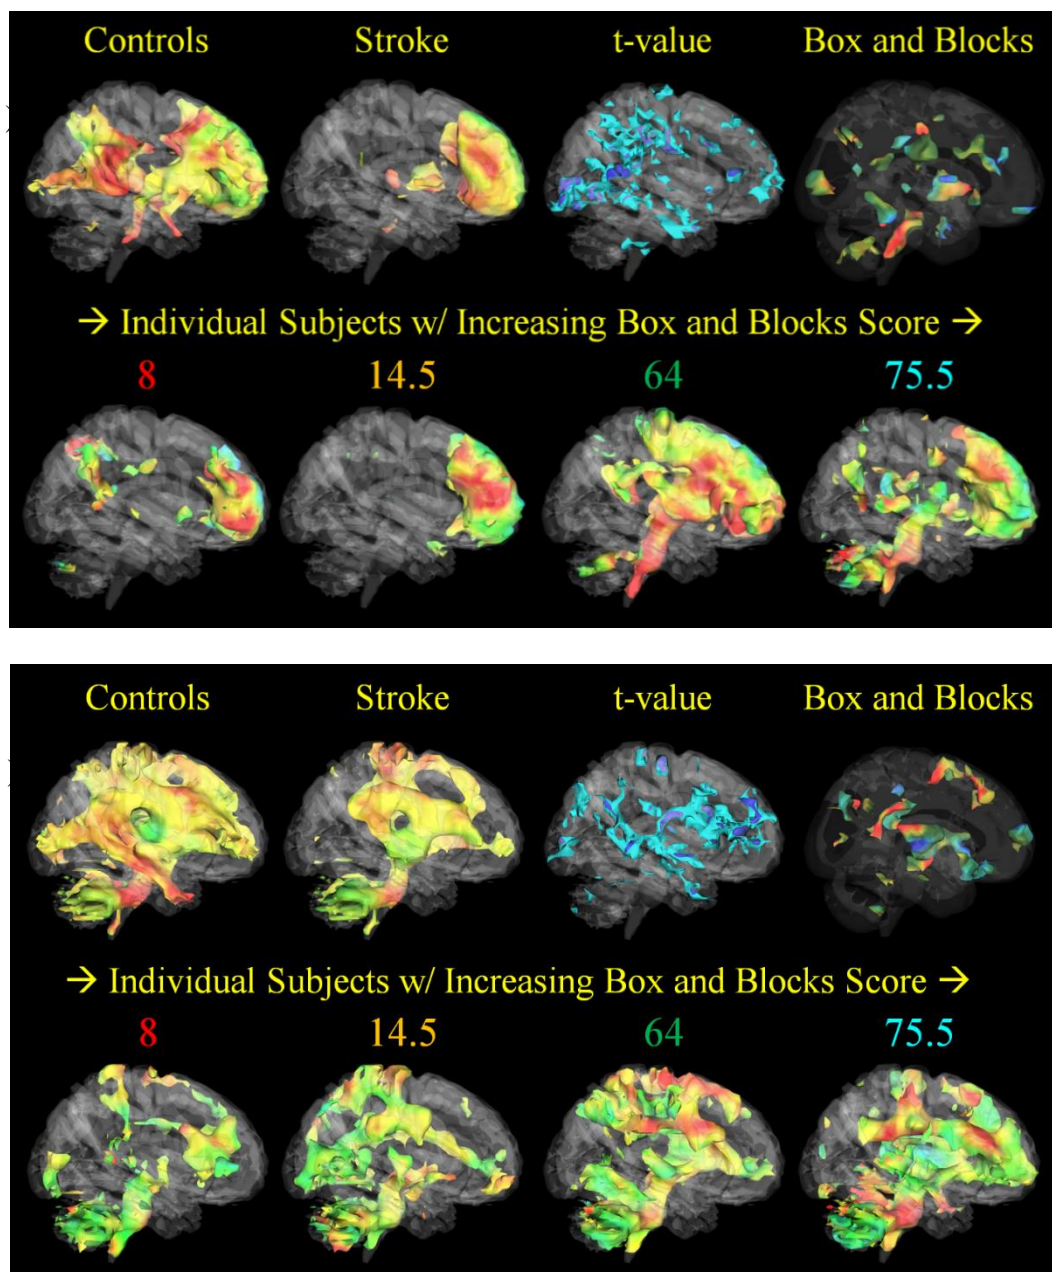 Controls Stroke t-value Box and Blocks
→ Individual Subjects w/ Increasing Box and Blocks Score →
8 14.5 64 75.5
Controls Stroke t-value Box and Blocks
→ Individual Subjects w/ Increasing Box and Blocks Score →
8 14.5 64 75.5